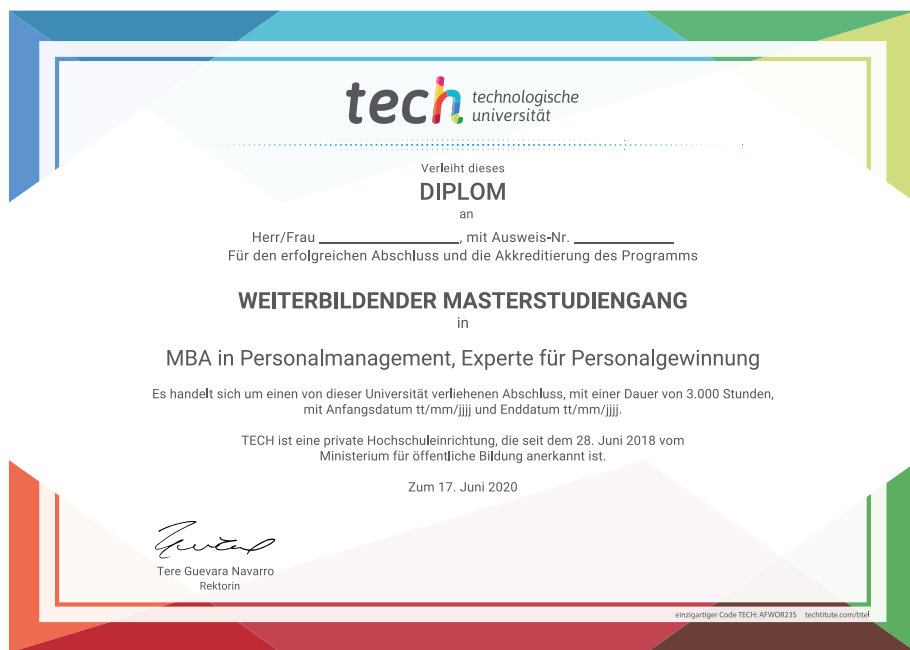 tech technologische
universität
Verleiht dieses
DIPLOM
an
Herr/Frau ____________________, mit Ausweis-Nr. ______________
Für den erfolgreichen Abschluss und die Akkreditierung des Programms
WEITERBILDENDER MASTERSTUDIENGANG
in
MBA in Personalmanagement, Experte für Personalgewinnung
Es handelt sich um einen von dieser Universität verliehenen Abschluss, mit einer Dauer von 3.000 Stunden,
mit Anfangsdatum tt/mm/jjjj und Enddatum tt/mm/jjjj.
TECH ist eine private Hochschuleinrichtung, die seit dem 28. Juni 2018 vom
Ministerium für öffentliche Bildung anerkannt ist.
Zum 17. Juni 2020
Tere Guevara Navarro
Rektorin
einzigartiger Code TECH: AFWOR23S techtitute.com/titel